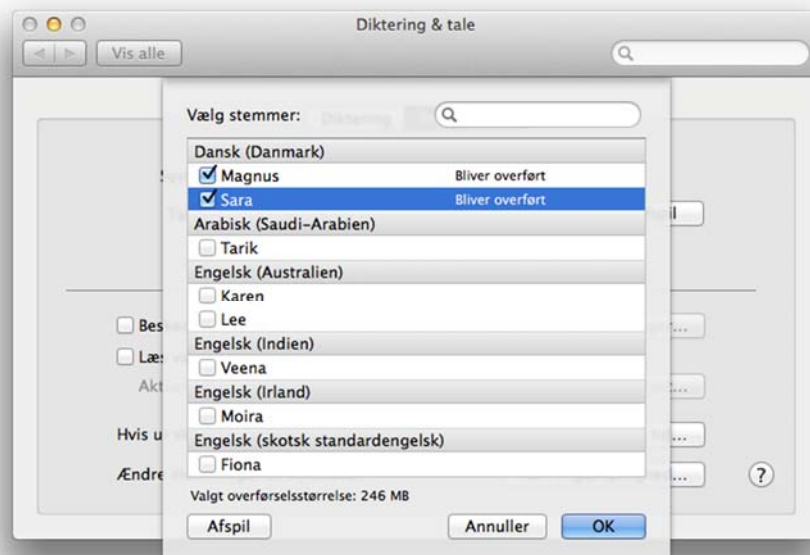 Diktering & tale
Vis alle
Vælg stemmer:
Diktering
Dansk (Danmark)
Magnus Bliver overført
Sara Bliver overført
Arabisk (Saudi-Arabien)
Tarik
Engelsk (Australien)
Karen
Lee
Engelsk (Indien)
Veena
Engelsk (Irland)
Moira
Engelsk (skotsk standardengelsk)
Fiona
Hvis
Ændre
?
Valgt overførselsstørrelse: 246 MB
Afspil
Annuller
OK